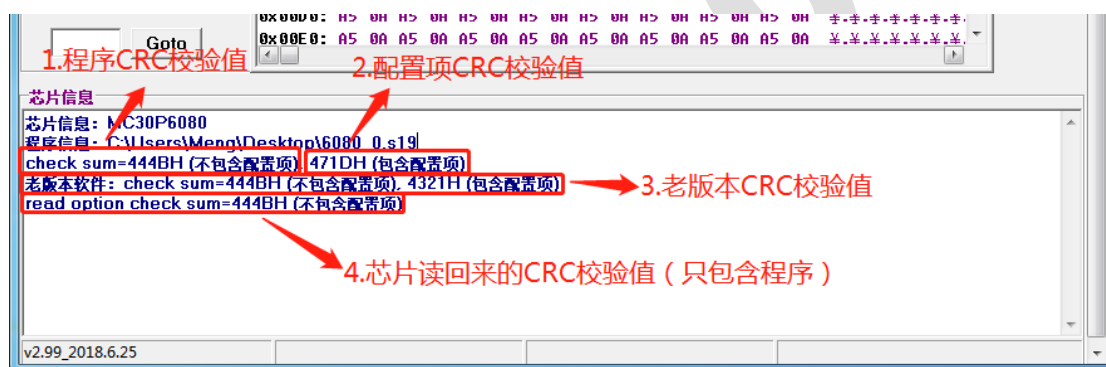 0x00D0: A5 0A A5 0A A5 0A A5 0A A5 0A A5 0A A5 0A A5 0A ¥.¥.¥.¥.¥.¥.¥.
Goto
0x00E0: A5 0A A5 0A A5 0A A5 0A A5 0A A5 0A A5 0A A5 0A ¥.¥.¥.¥.¥.¥.¥.
1.程序CRC校验值
2.配置项CRC校验值
芯片信息
芯片信息：MC30P6080
程序信息：C:\Users\Meng\Desktop\6080_0.s19
check sum=444BH (不包含配置项), 471DH (包含配置项)
老版本软件：check sum=444BH (不包含配置项), 4321H (包含配置项)
3.老版本CRC校验值
read option check sum=444BH (不包含配置项)
4.芯片读回来的CRC校验值（只包含程序）
v2.99_2018.6.25